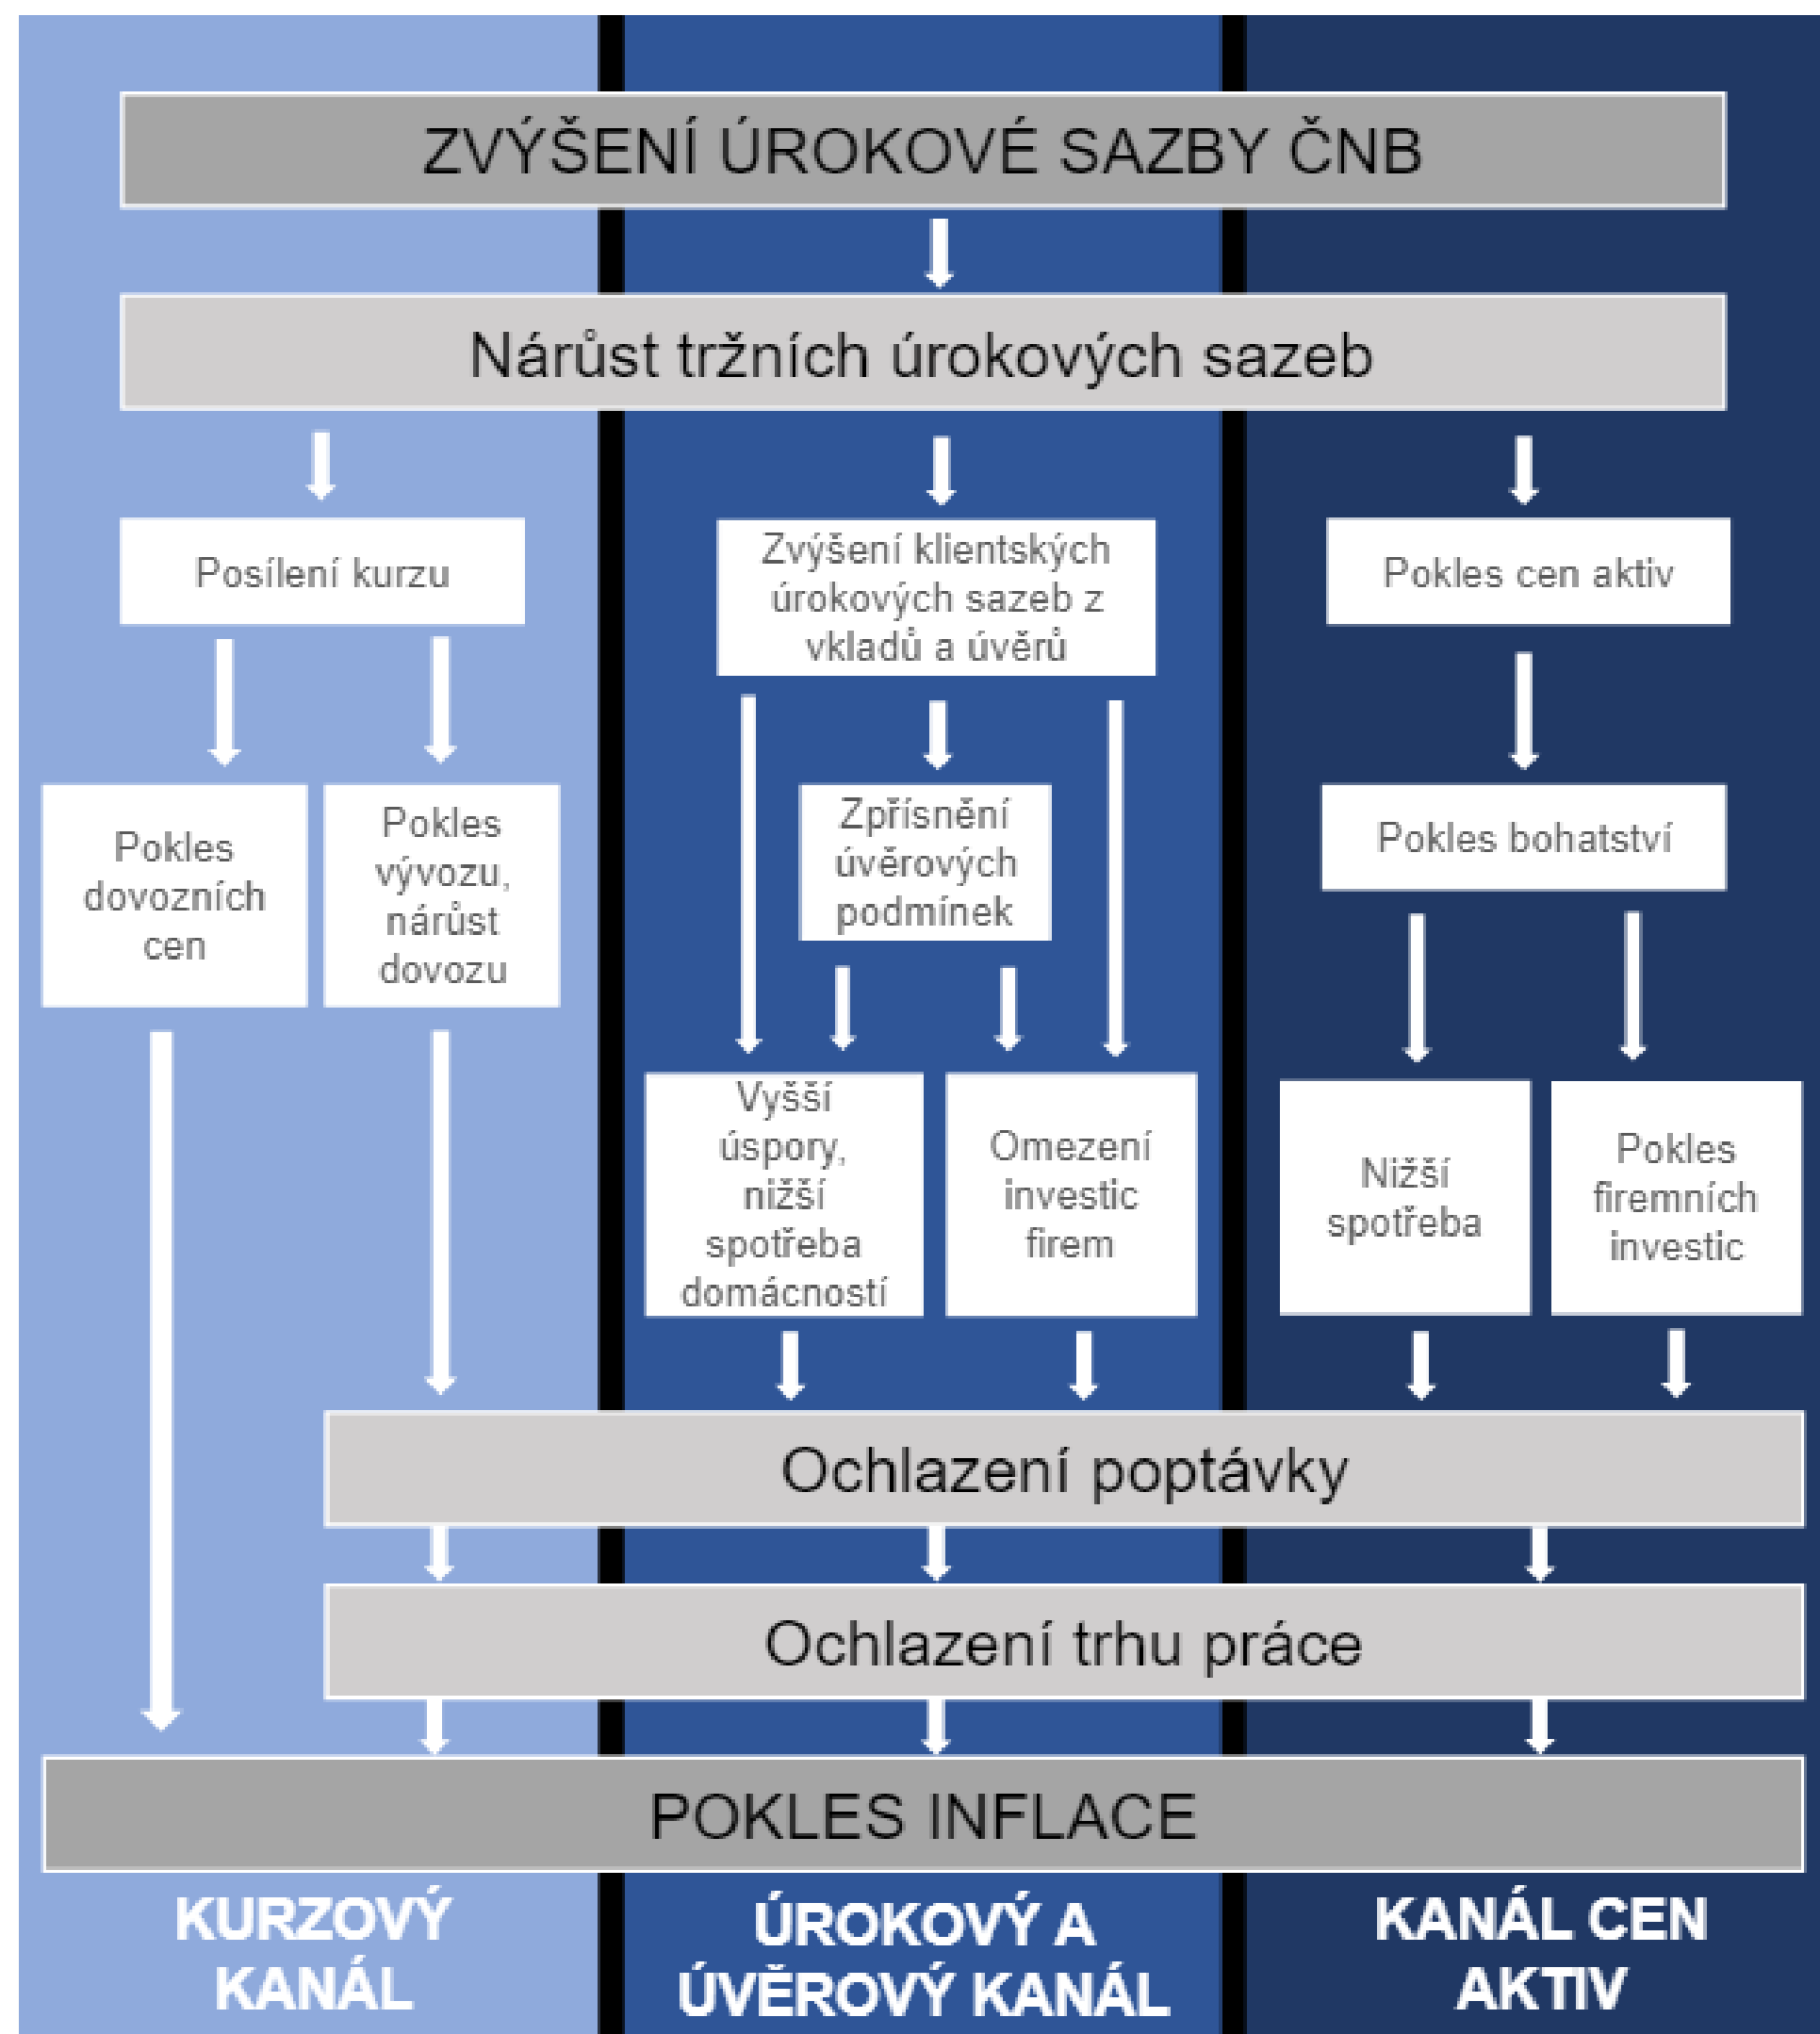 ZVÝŠENÍ ÚROKOVÉ SAZBY ČNB
Nárůst tržních úrokových sazeb
Posílení kurzu
Zvýšení klientských
úrokových sazeb z
vkladů a úvěrů
Pokles cen aktiv
Pokles
dovozních
cen
Pokles
vývozu,
nárůst
dovozu
Zpřísnění
úvěrových
podmínek
Pokles bohatství
Vyšší
úspory,
nižší
spotřeba
domácností
Omezení
investic
firem
Nižší
spotřeba
Pokles
firemních
investic
Ochlazení poptávky
Ochlazení trhu práce
POKLES INFLACE
KURZOVÝ
KANÁL
ÚROKOVÝ A
ÚVĚROVÝ KANÁL
KANÁL CEN
AKTIV